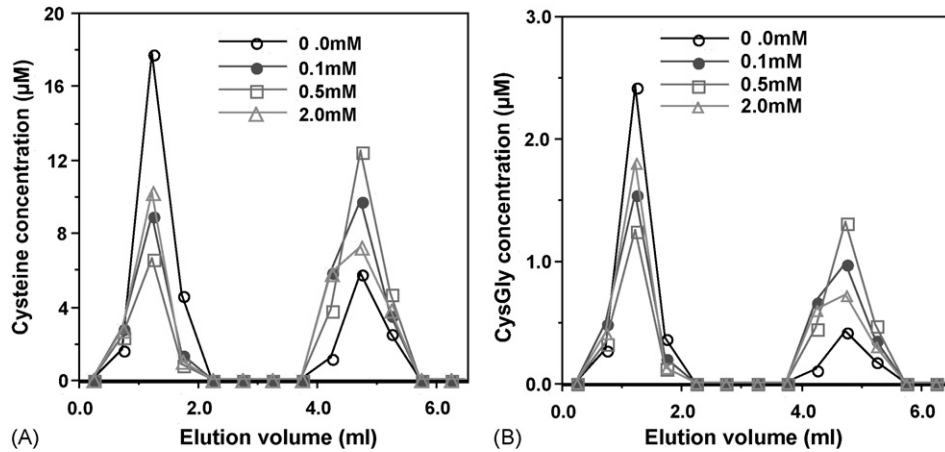 20
16
12
8
4
0
Cysteine concentration (µM)
0 .0mM
0.1mM
0.5mM
2.0mM
0.0
2.0
4.0
6.0
Elution volume (ml)
(A)
3.0
2.0
1.0
0.0
CysGly concentration (µM)
0 .0mM
0.1mM
0.5mM
2.0mM
0.0
2.0
4.0
6.0
Elution volume (ml)
(B)